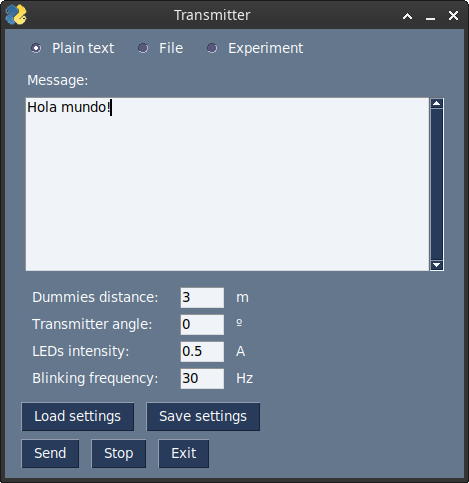 Transmitter
Plain text File Experiment
Message:
Hola mundo!
Dummies distance: 3 m
Transmitter angle: 0 º
LEDs intensity: 0.5 A
Blinking frequency: 30 Hz
Load settings Save settings
Send Stop Exit